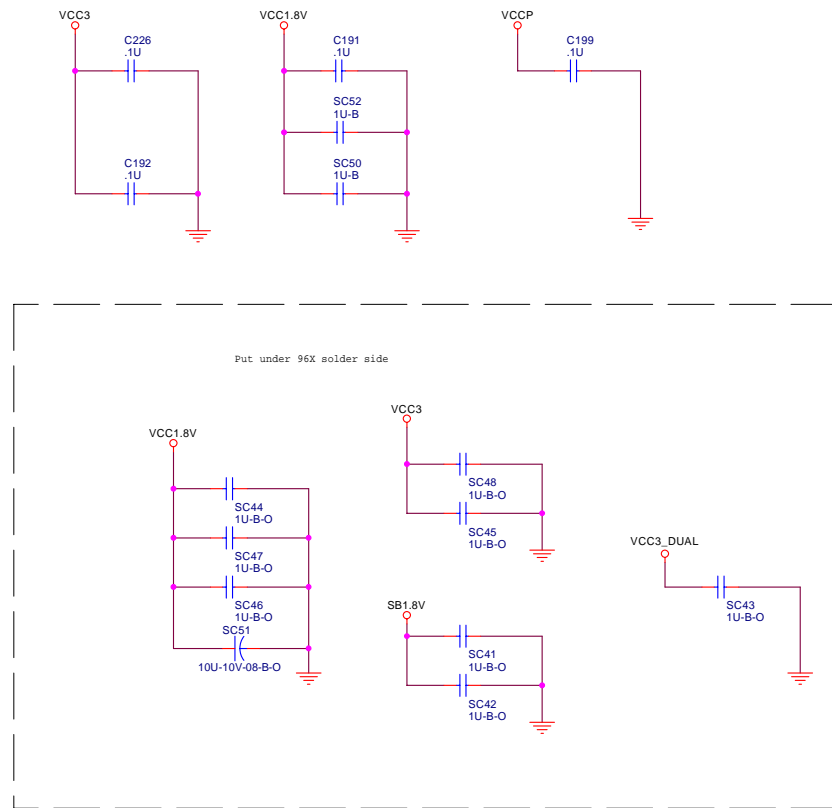 VCC3
C226
.1U
C192
.1U
VCC1.8V
C191
.1U
SC52
1U-B
SC50
1U-B
VCCP
C199
.1U
Put under 96X solder side
VCC1.8V
SC44
1U-B-O
SC47
1U-B-O
SC46
1U-B-O
SC51
10U-10V-08-B-O
VCC3
SC48
1U-B-O
SC45
1U-B-O
SB1.8V
SC41
1U-B-O
SC42
1U-B-O
VCC3_DUAL
SC43
1U-B-O